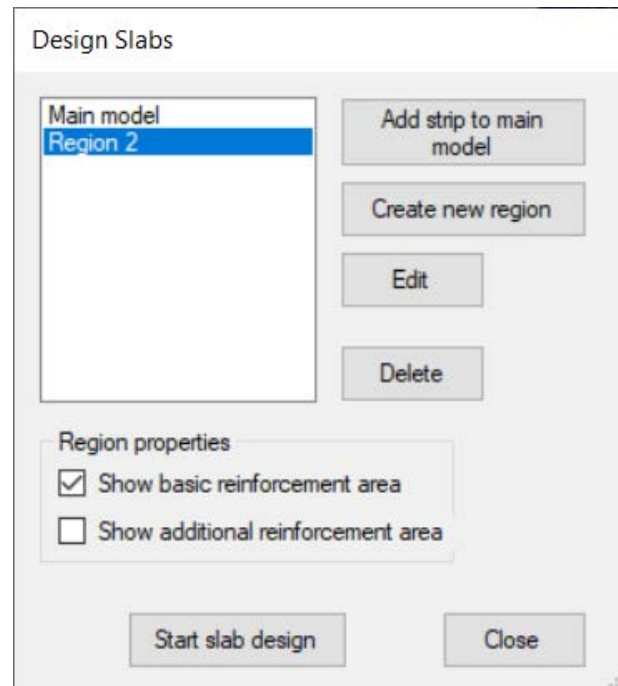 Design Slabs
Main model
Region 2
Add strip to main
model
Create new region
Edit
Delete
Region properties
Show basic reinforcement area
Show additional reinforcement area
Start slab design
Close